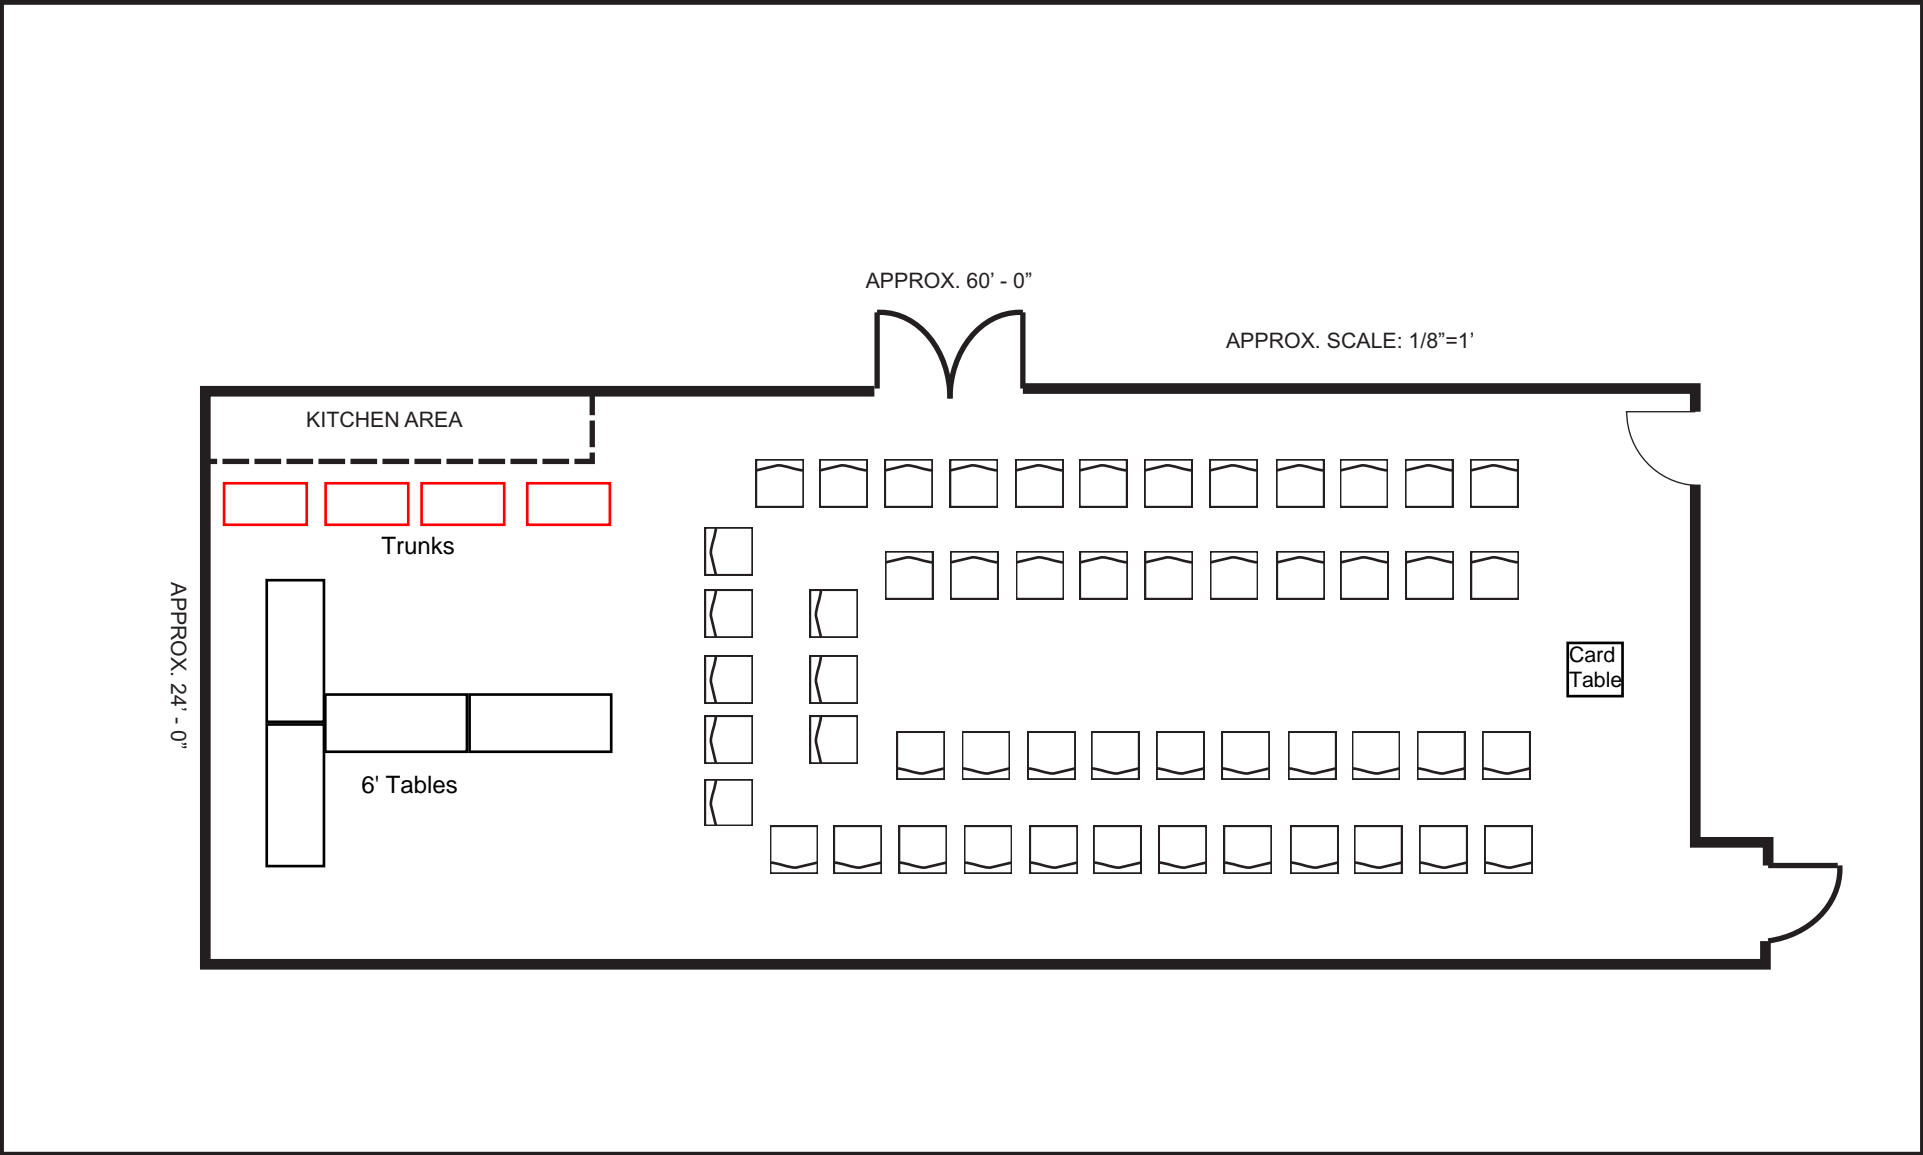 APPROX. 60’ - 0”
APPROX. SCALE: 1/8”=1’
KITCHEN AREA
Trunks
APPROX. 24’ - 0”
Card
Table
6' Tables